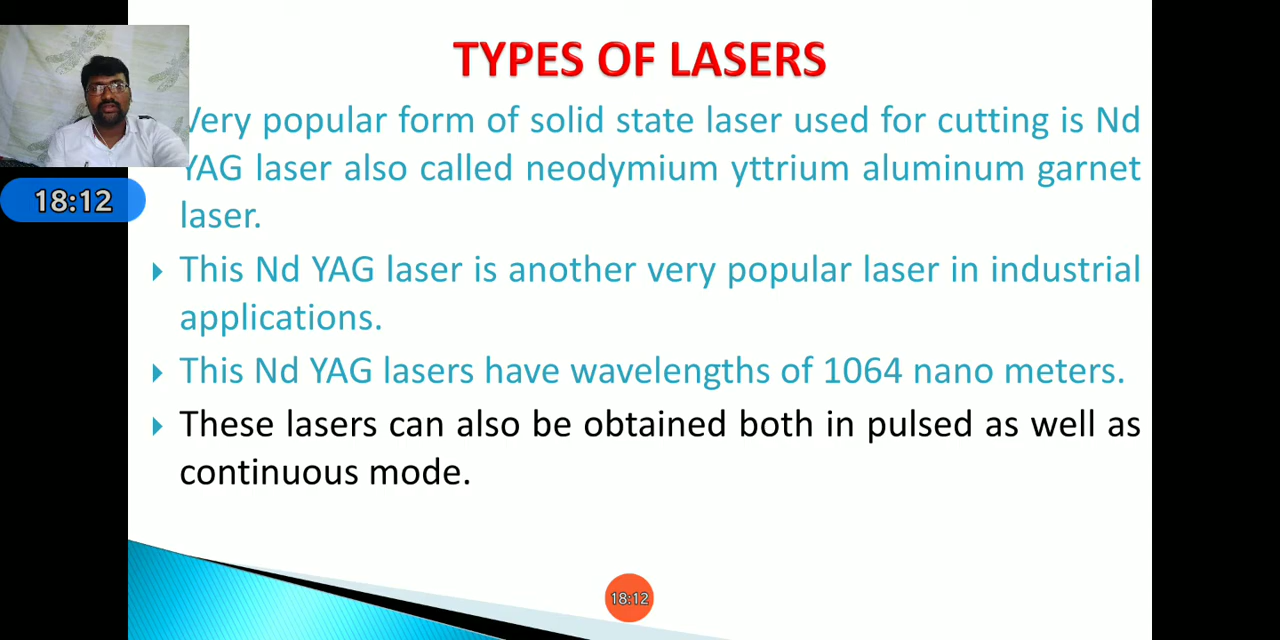 TYPES OF LASERS
Very popular form of solid state laser used for cutting is Nd
YAG laser also called neodymium yttrium aluminum garnet
laser.
18:12
This Nd YAG laser is another very popular laser in industrial
applications.
This Nd YAG lasers have wavelengths of 1064 nano meters.
These lasers can also be obtained both in pulsed as well as
continuous mode.
18:12